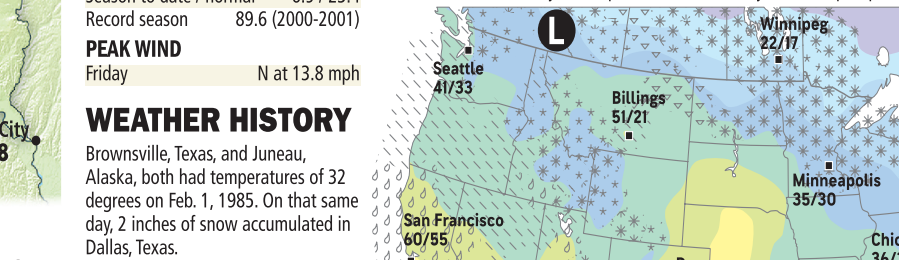 Record season 89.6 (2000-2001)
PEAK WIND
Friday N at 13.8 mph
WEATHER HISTORY
Brownsville, Texas, and Juneau,
Alaska, both had temperatures of 32
degrees on Feb. 1, 1985. On that same
day, 2 inches of snow accumulated in
Dallas, Texas.
City
8
L
Winnipeg
22/17
Seattle
41/33
Billings
51/21
Minneapolis
35/30
San Francisco
60/55